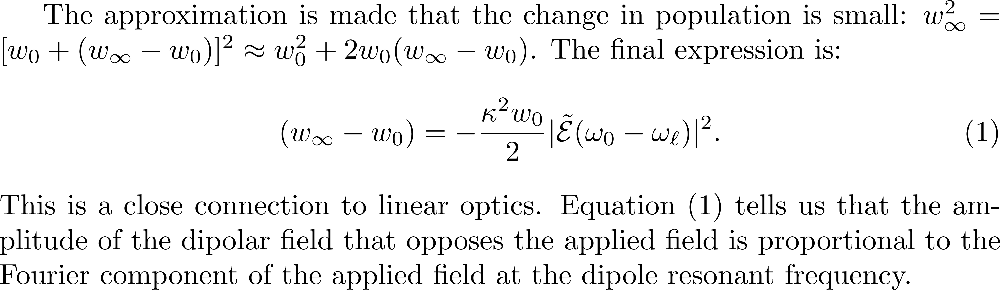 The approximation is made that the change in population is small: $w_\infty^2 =$
$[w_0 + (w_\infty - w_0)]^2 \approx w_0^2 + 2w_0(w_\infty - w_0)$. The final expression is:
$(w_\infty - w_0) = -\frac{\kappa^2 w_0}{2}|\tilde{\mathcal{E}}(\omega_0 - \omega_\ell)|^2.$ (1)
This is a close connection to linear optics. Equation (1) tells us that the am-
plitude of the dipolar field that opposes the applied field is proportional to the
Fourier component of the applied field at the dipole resonant frequency.